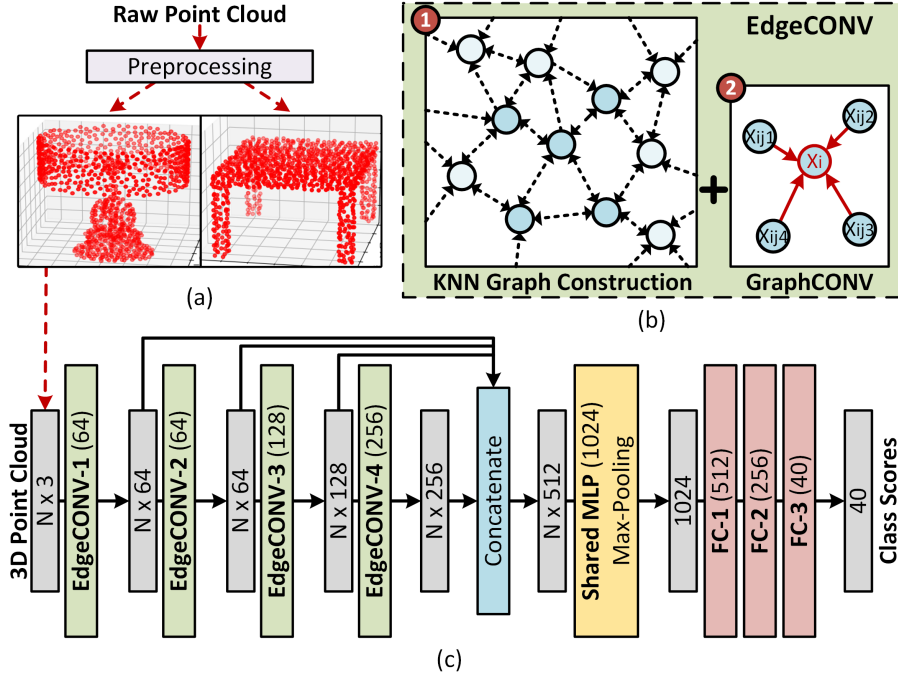 Raw Point Cloud
Preprocessing
(a)
1
EdgeCONV
2
Xij1
Xij2
Xi
Xij4
Xij3
+
KNN Graph Construction
GraphCONV
(b)
3D Point Cloud
N x 3
EdgeCONV-1 (64)
N x 64
EdgeCONV-2 (64)
N x 64
EdgeCONV-3 (128)
N x 128
EdgeCONV-4 (256)
N x 256
Concatenate
N x 512
Shared MLP (1024)
Max-Pooling
1024
FC-1 (512)
FC-2 (256)
FC-3 (40)
40
Class Scores
(c)